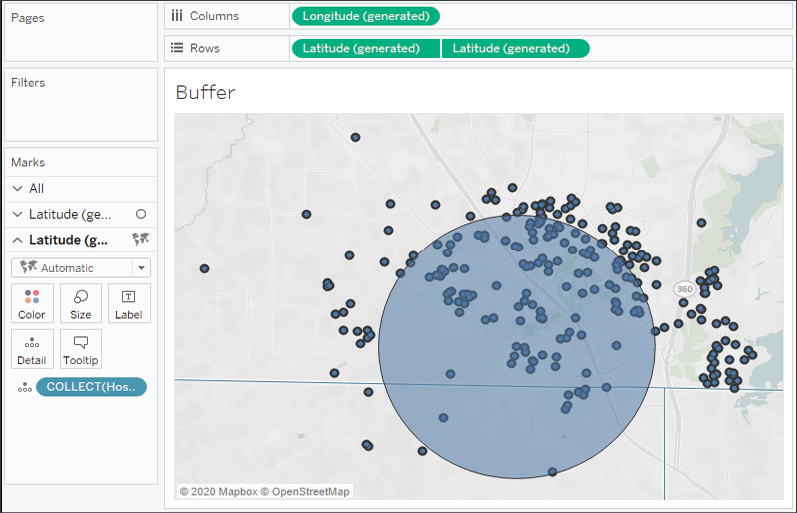 Pages
Columns
Longitude (generated)
Rows
Latitude (generated)
Latitude (generated)
Filters
Buffer
Marks
All
Latitude (ge...
Latitude (g...
Automatic
Color
Size
Label
Detail
Tooltip
COLLECT(Hos..
360
© 2020 Mapbox © OpenStreetMap